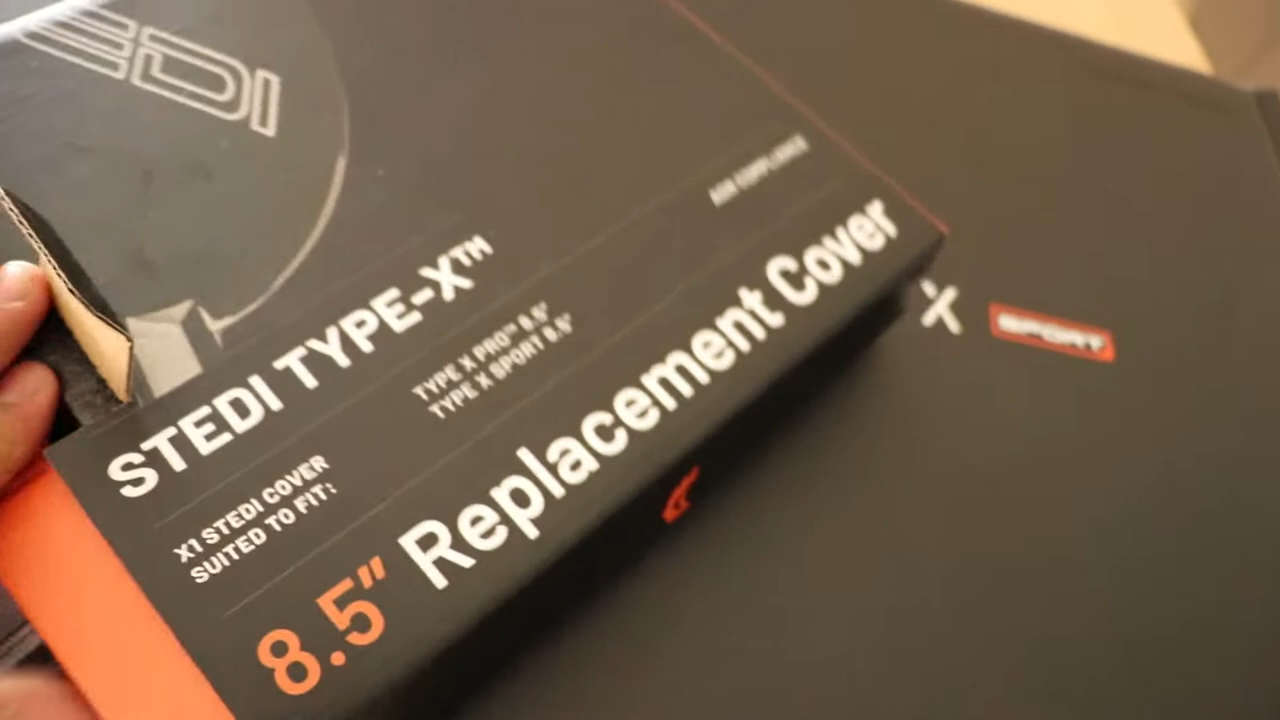 EDI
STEDI TYPE-X™
X1 STEDI COVER
SUITED TO FIT:
TYPE X PRO™ 8.5"
TYPE X SPORT 8.5"
8.5" Replacement Cover
X SPORT